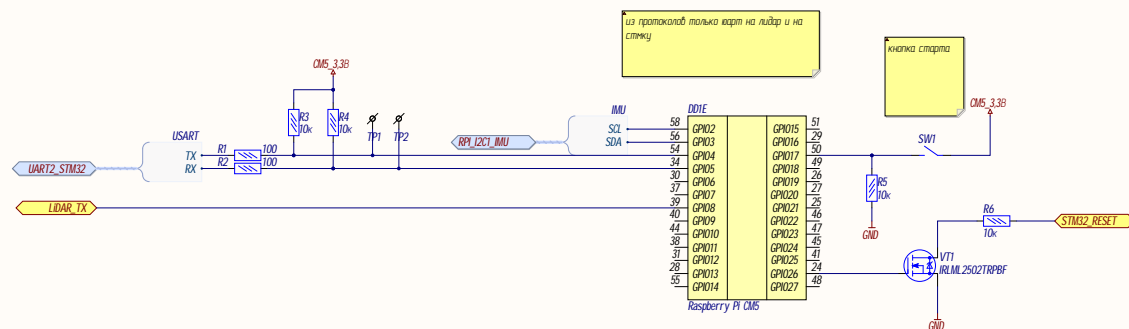 из протоколов только юарт на лидар и на
стмку
кнопка старта
CM5_3,3В
CM5_3,3В
R3
10к
R4
10к
TP1
TP2
USART
TX
RX
R1
100
R2
100
UART2_STM32
LiDAR_TX
RPI_I2C1_IMU
IMU
SCL
SDA
DD1E
58 GPIO2 GPIO15 51
56 GPIO3 GPIO16 29
54 GPIO4 GPIO17 50
34 GPIO5 GPIO18 49
30 GPIO6 GPIO19 26
37 GPIO7 GPIO20 27
39 GPIO8 GPIO21 25
40 GPIO9 GPIO22 46
44 GPIO10 GPIO23 47
38 GPIO11 GPIO24 45
31 GPIO12 GPIO25 41
28 GPIO13 GPIO26 24
55 GPIO14 GPIO27 48
Raspberry Pi CM5
SW1
R5
10к
GND
R6
10к
STM32_RESET
VT1
IRLML2502TRPBF
GND